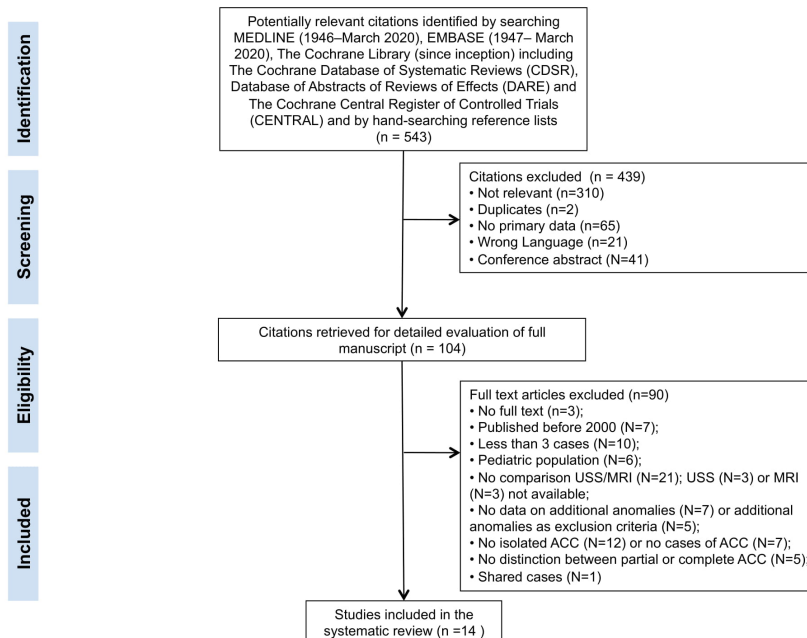 Identification
Potentially relevant citations identified by searching
MEDLINE (1946–March 2020), EMBASE (1947– March
2020), The Cochrane Library (since inception) including
The Cochrane Database of Systematic Reviews (CDSR),
Database of Abstracts of Reviews of Effects (DARE) and
The Cochrane Central Register of Controlled Trials
(CENTRAL) and by hand-searching reference lists
(n = 543)
Screening
Citations excluded (n = 439)
• Not relevant (n=310)
• Duplicates (n=2)
• No primary data (n=65)
• Wrong Language (n=21)
• Conference abstract (N=41)
Eligibility
Citations retrieved for detailed evaluation of full
manuscript (n = 104)
Full text articles excluded (n=90)
• No full text (n=3);
• Published before 2000 (N=7);
• Less than 3 cases (N=10);
• Pediatric population (N=6);
• No comparison USS/MRI (N=21); USS (N=3) or MRI
(N=3) not available;
• No data on additional anomalies (N=7) or additional
anomalies as exclusion criteria (N=5);
• No isolated ACC (N=12) or no cases of ACC (N=7);
• No distinction between partial or complete ACC (N=5);
• Shared cases (N=1)
Included
Studies included in the
systematic review (n =14 )